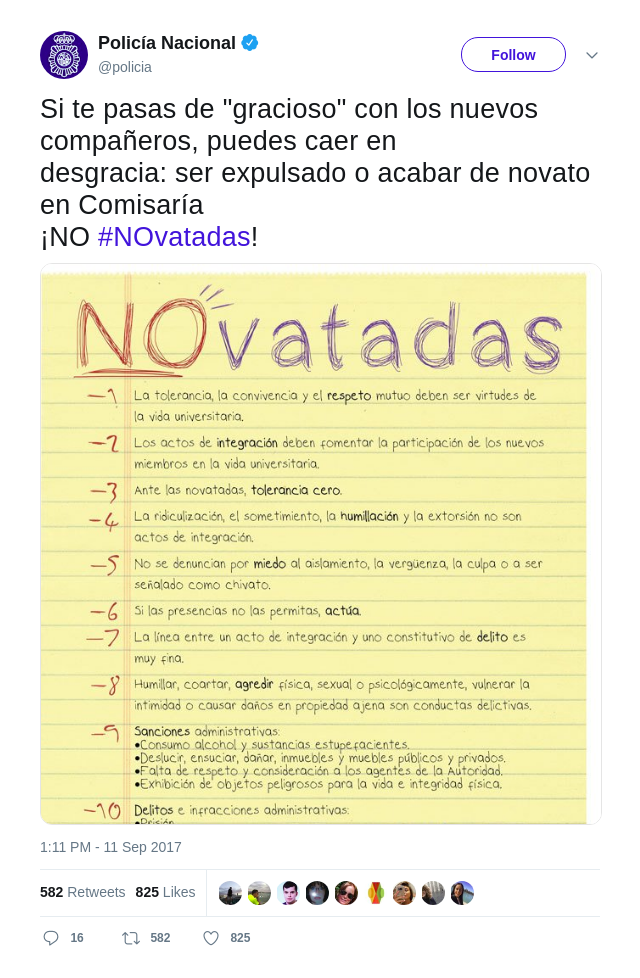 Policía Nacional
@policia
Follow
Si te pasas de "gracioso" con los nuevos
compañeros, puedes caer en
desgracia: ser expulsado o acabar de novato
en Comisaría
¡NO #NOvatadas!
NOvatadas
-1 La tolerancia, la convivencia y el respeto mutuo deben ser virtudes de
la vida universitaria.
-2 Los actos de integración deben fomentar la participación de los nuevos
miembros en la vida universitaria.
-3 Ante las novatadas, tolerancia cero.
-4 La ridiculización, el sometimiento, la humillación y la extorsión no son
actos de integración.
-5 No se denuncian por miedo al aislamiento, la vergüenza, la culpa o a ser
señalado como chivato.
-6 Si las presencias no las permitas, actúa.
-7 La línea entre un acto de integración y uno constitutivo de delito es
muy fina.
-8 Humillar, coartar, agredir física, sexual o psicológicamente, vulnerar la
intimidad o causar daños en propiedad ajena son conductas delictivas.
-9 Sanciones administrativas:
•Consumo alcohol y sustancias estupefacientes.
•Deslucir, ensuciar, dañar, inmuebles y muebles públicos y privados.
•Falta de respeto y consideración a los agentes de la Autoridad.
•Exhibición de objetos peligrosos para la vida e integridad física.
-10 Delitos e infracciones administrativas:
•Prisión
1:11 PM - 11 Sep 2017
582 Retweets 825 Likes
16 582 825